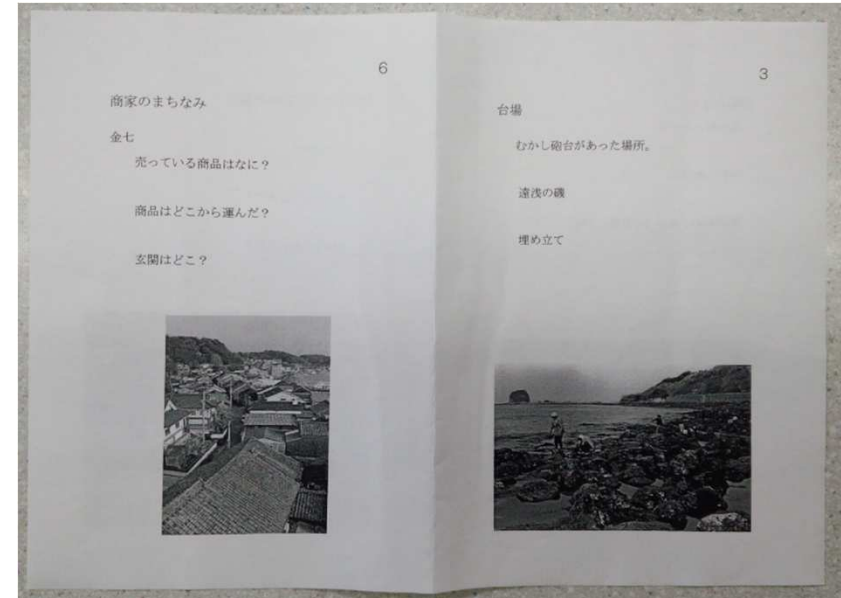 6
商家のまちなみ
金七
売っている商品はなに？
商品はどこから運んだ？
玄関はどこ？
3
台場
むかし砲台があった場所。
遠浅の磯
埋め立て